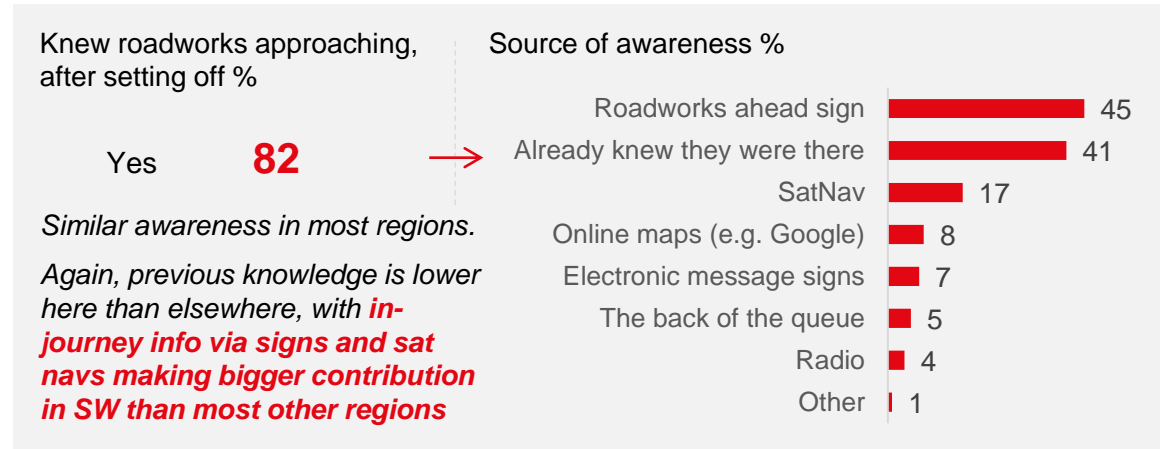 Knew roadworks approaching,
after setting off %
Yes 82
Similar awareness in most regions.
Again, previous knowledge is lower
here than elsewhere, with in-
journey info via signs and sat
navs making bigger contribution
in SW than most other regions
Source of awareness %
Roadworks ahead sign 45
Already knew they were there 41
SatNav 17
Online maps (e.g. Google) 8
Electronic message signs 7
The back of the queue 5
Radio 4
Other 1